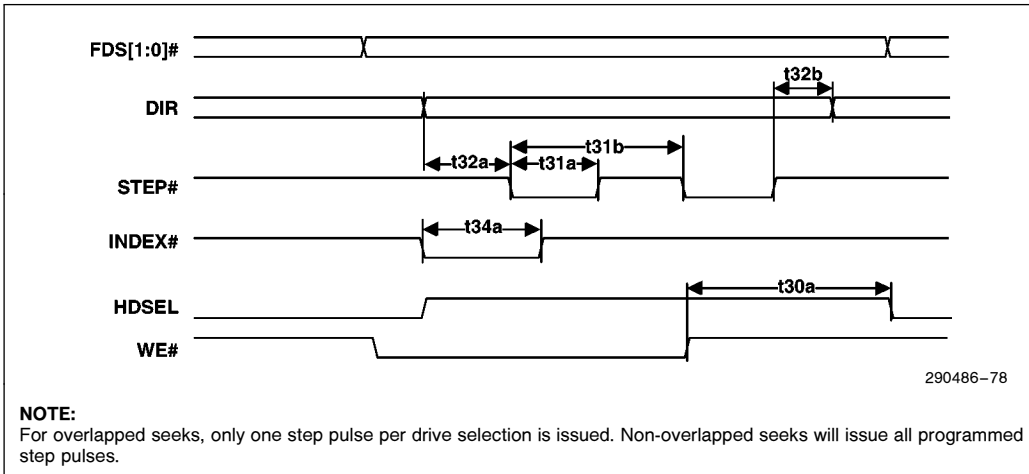 FDS[1:0]#
t32b
DIR
t31b
t32a
t31a
STEP#
t34a
INDEX#
t30a
HDSEL
WE#
290486–78
NOTE:
For overlapped seeks, only one step pulse per drive selection is issued. Non-overlapped seeks will issue all programmed
step pulses.